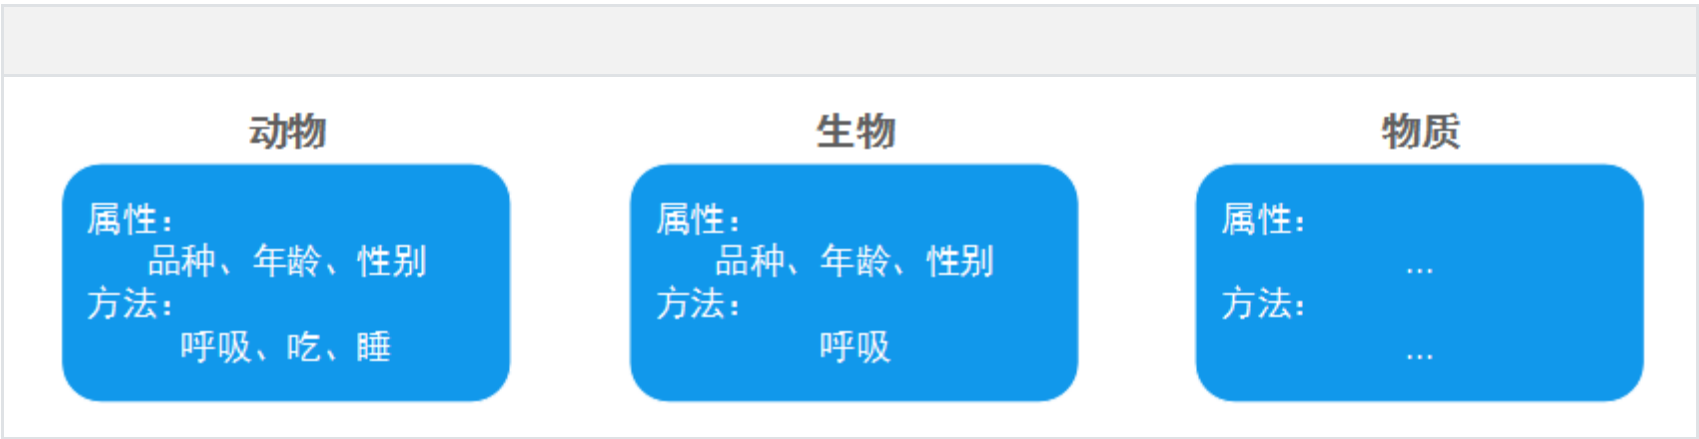 动物
属性：
品种、年龄、性别
方法：
呼吸、吃、睡
生物
属性：
品种、年龄、性别
方法：
呼吸
物质
属性：
...
方法：
...